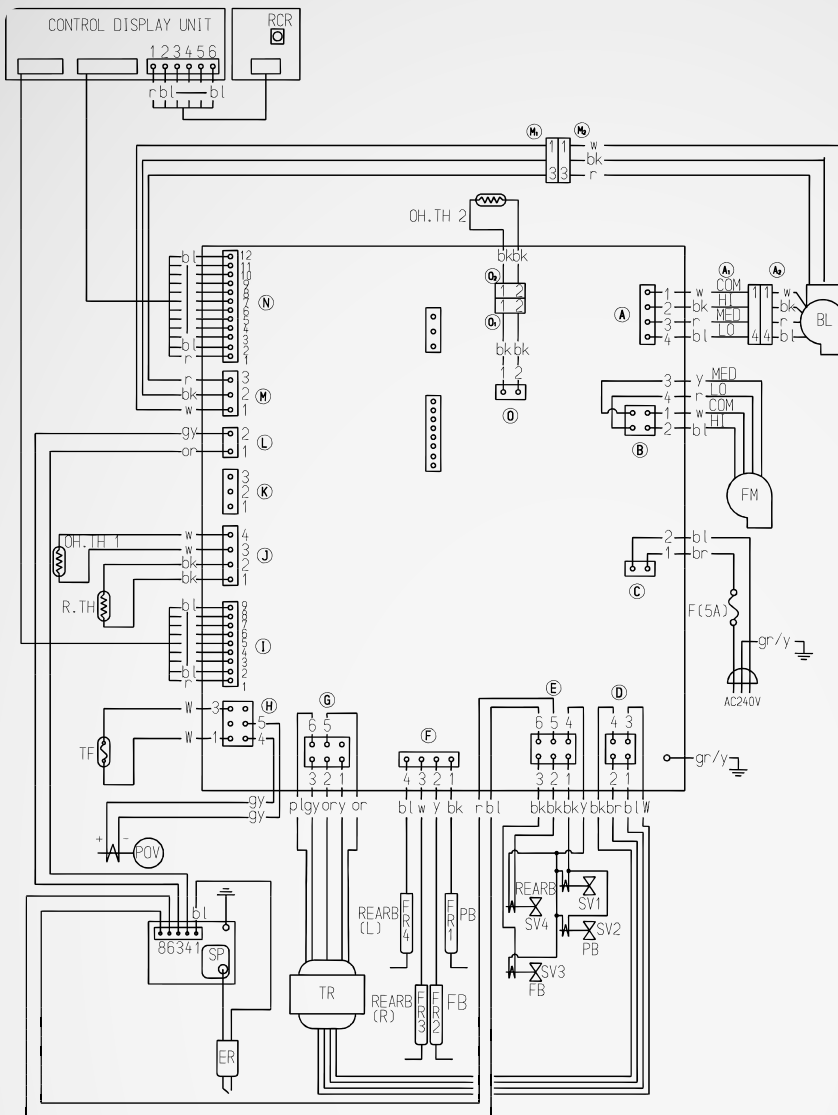 CONTROL DISPLAY UNIT
RCR
1 2 3 4 5 6
r bl bl
M₁ M₂
1 1 w
bk
3 3 r
OH.TH 2
bk bk
O₂
1 2
1 2
O₁
bk bk
1 2
O
bl 12
11
10
9
8
7
6
5
4
3
bl 2
r 1
N
r 3
bk 2
w 1
M
gy 2
or 1
L
3
2
1
K
OH.TH 1
w 4
w 3
bk 2
bk 1
J
R.TH
bl 9
8
7
6
5
4
3
bl 2
r 1
I
A
1 w COM
2 bk HI
3 r MED
4 bl LO
A₁ A₂
1 1 w
bk
r
4 4 bl
BL
3 y MED
4 r LO
1 w COM
2 bl HI
B
FM
2 bl
1 br
C
F(5A)
gr/y
AC240V
gr/y
H
W 3
5
W 1 4
TF
gy
gy
+ -
POV
G
6 5
3 2 1
pl gy or y or
F
4 3 2 1
bl w y bk
r bl
E
6 5 4
3 2 1
bk bk bk y
D
4 3
2 1
bk br bl W
bl
8 6 3 4 1
SP
ER
TR
REARB
(L)
FR4
FR1
PB
REARB
(R)
FR3
FR2
FB
REARB
SV4
SV1
SV2
PB
SV3
FB